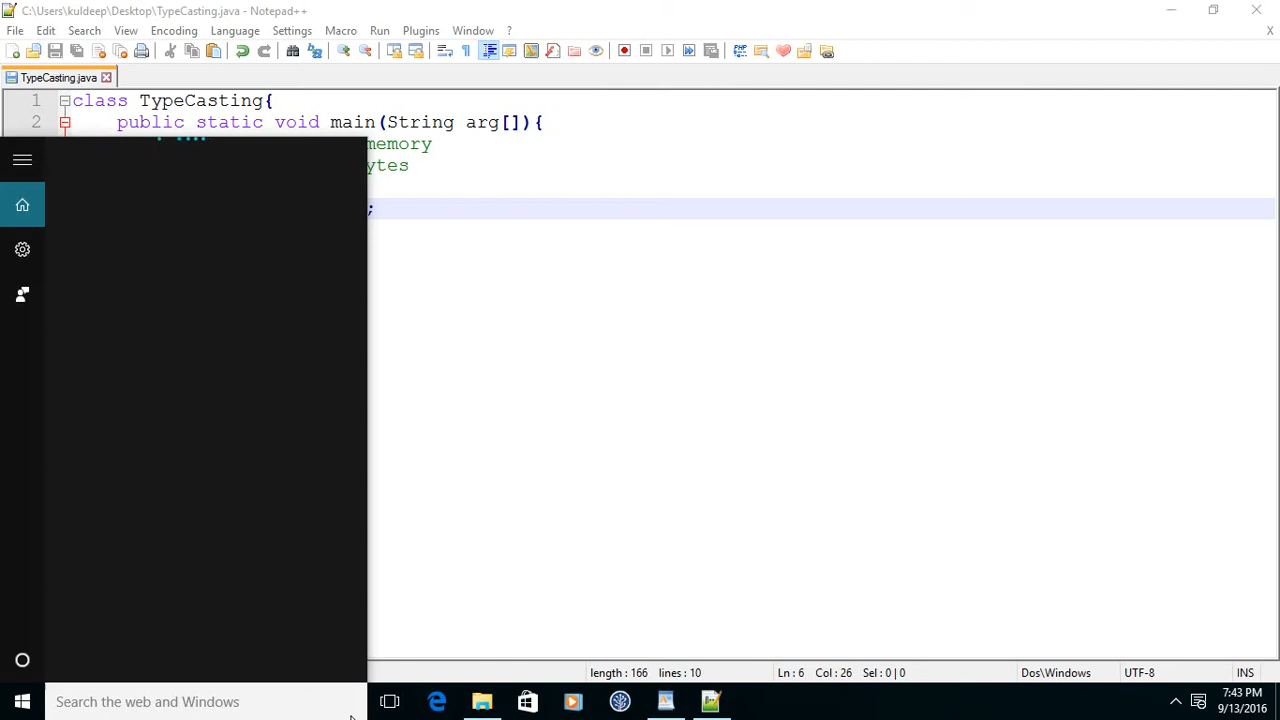 C:\Users\kuldeep\Desktop\TypeCasting.java - Notepad++
File Edit Search View Encoding Language Settings Macro Run Plugins Window ?
X
TypeCasting.java
1 class TypeCasting{
2 public static void main(String arg[]){
memory
ytes
;
length : 166 lines : 10 Ln : 6 Col : 26 Sel : 0 | 0 Dos\Windows UTF-8 INS
Search the web and Windows
7:43 PM
9/13/2016